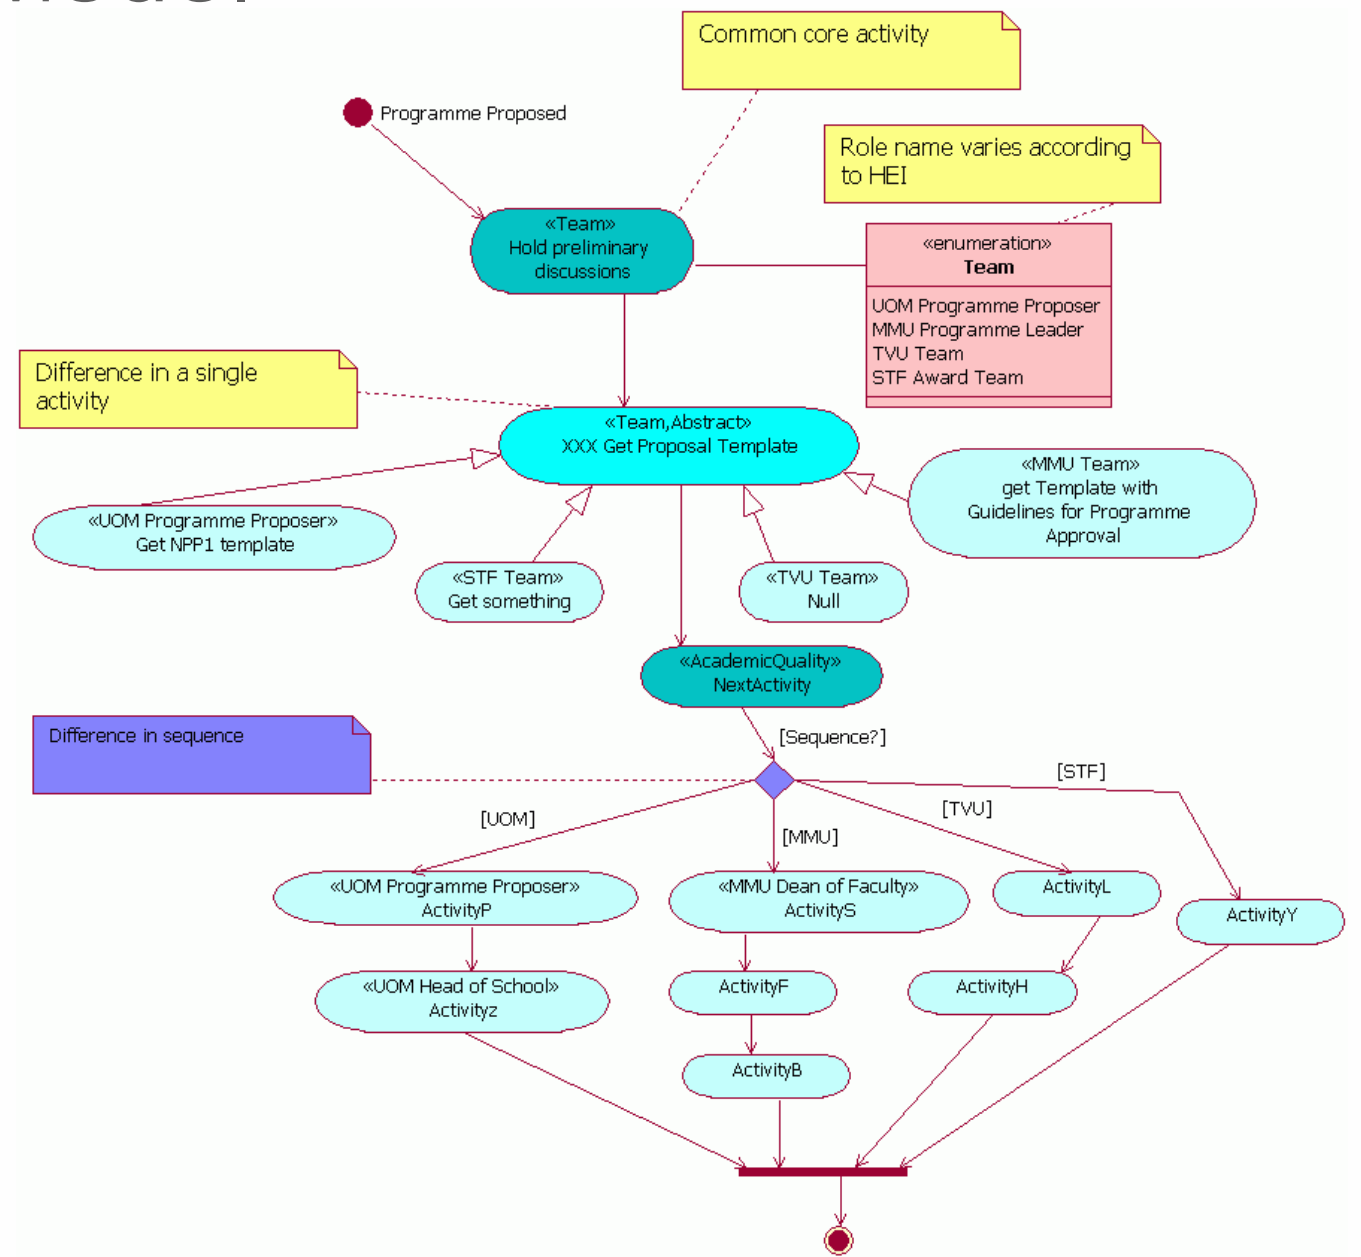 Common core activity
Programme Proposed
Role name varies according
to HEI
«Team»
Hold preliminary
discussions
«enumeration»
Team
UOM Programme Proposer
MMU Programme Leader
TVU Team
STF Award Team
Difference in a single
activity
«Team,Abstract»
XXX Get Proposal Template
«MMU Team»
get Template with
Guidelines for Programme
Approval
«UOM Programme Proposer»
Get NPP1 template
«STF Team»
Get something
«TVU Team»
Null
«AcademicQuality»
NextActivity
Difference in sequence
[Sequence?]
[STF]
[UOM]
[TVU]
[MMU]
«UOM Programme Proposer»
ActivityP
«MMU Dean of Faculty»
ActivityS
ActivityL
ActivityY
«UOM Head of School»
Activityz
ActivityF
ActivityH
ActivityB